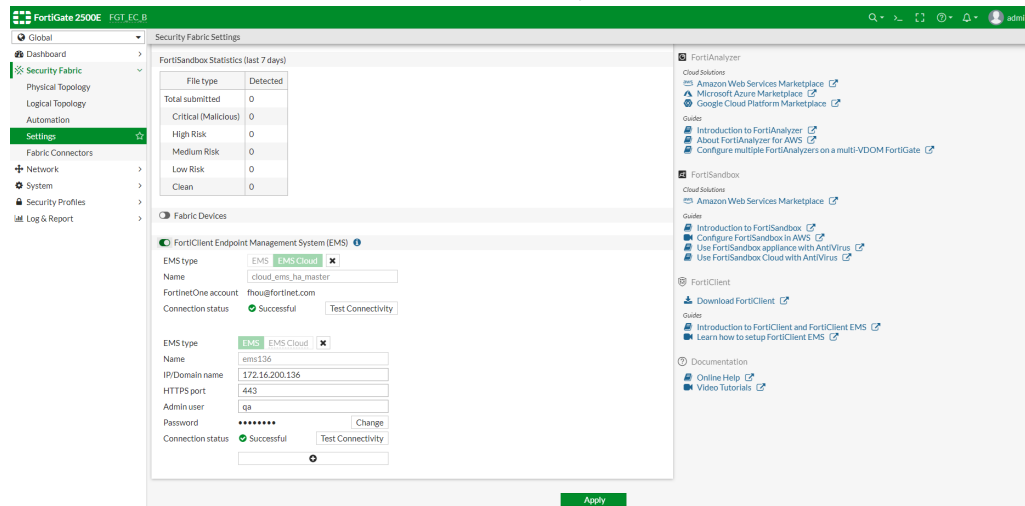 FortiGate 2500E FGT_EC_B
admin
Global
Security Fabric Settings
Dashboard
Security Fabric
Physical Topology
Logical Topology
Automation
Settings
Fabric Connectors
Network
System
Security Profiles
Log & Report
FortiSandbox Statistics (last 7 days)
File type Detected
Total submitted 0
Critical (Malicious) 0
High Risk 0
Medium Risk 0
Low Risk 0
Clean 0
Fabric Devices
FortiClient Endpoint Management System (EMS)
EMS type EMS EMS Cloud
Name cloud_ems_ha_master
FortinetOne account fhou@fortinet.com
Connection status Successful Test Connectivity
EMS type EMS EMS Cloud
Name ems136
IP/Domain name 172.16.200.136
HTTPS port 443
Admin user qa
Password •••••••• Change
Connection status Successful Test Connectivity
Apply
FortiAnalyzer
Cloud Solutions
aws Amazon Web Services Marketplace
Microsoft Azure Marketplace
Google Cloud Platform Marketplace
Guides
Introduction to FortiAnalyzer
About FortiAnalyzer for AWS
Configure multiple FortiAnalyzers on a multi-VDOM FortiGate
FortiSandbox
Cloud Solutions
aws Amazon Web Services Marketplace
Guides
Introduction to FortiSandbox
Configure FortiSandbox in AWS
Use FortiSandbox appliance with AntiVirus
Use FortiSandbox Cloud with AntiVirus
FortiClient
Download FortiClient
Guides
Introduction to FortiClient and FortiClient EMS
Learn how to setup FortiClient EMS
Documentation
Online Help
Video Tutorials